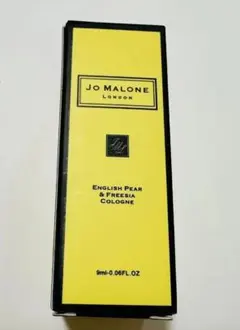 JO MALONE
LONDON
ENGLISH PEAR
& FREESIA
COLOGNE
9ml-0.06FL.OZ